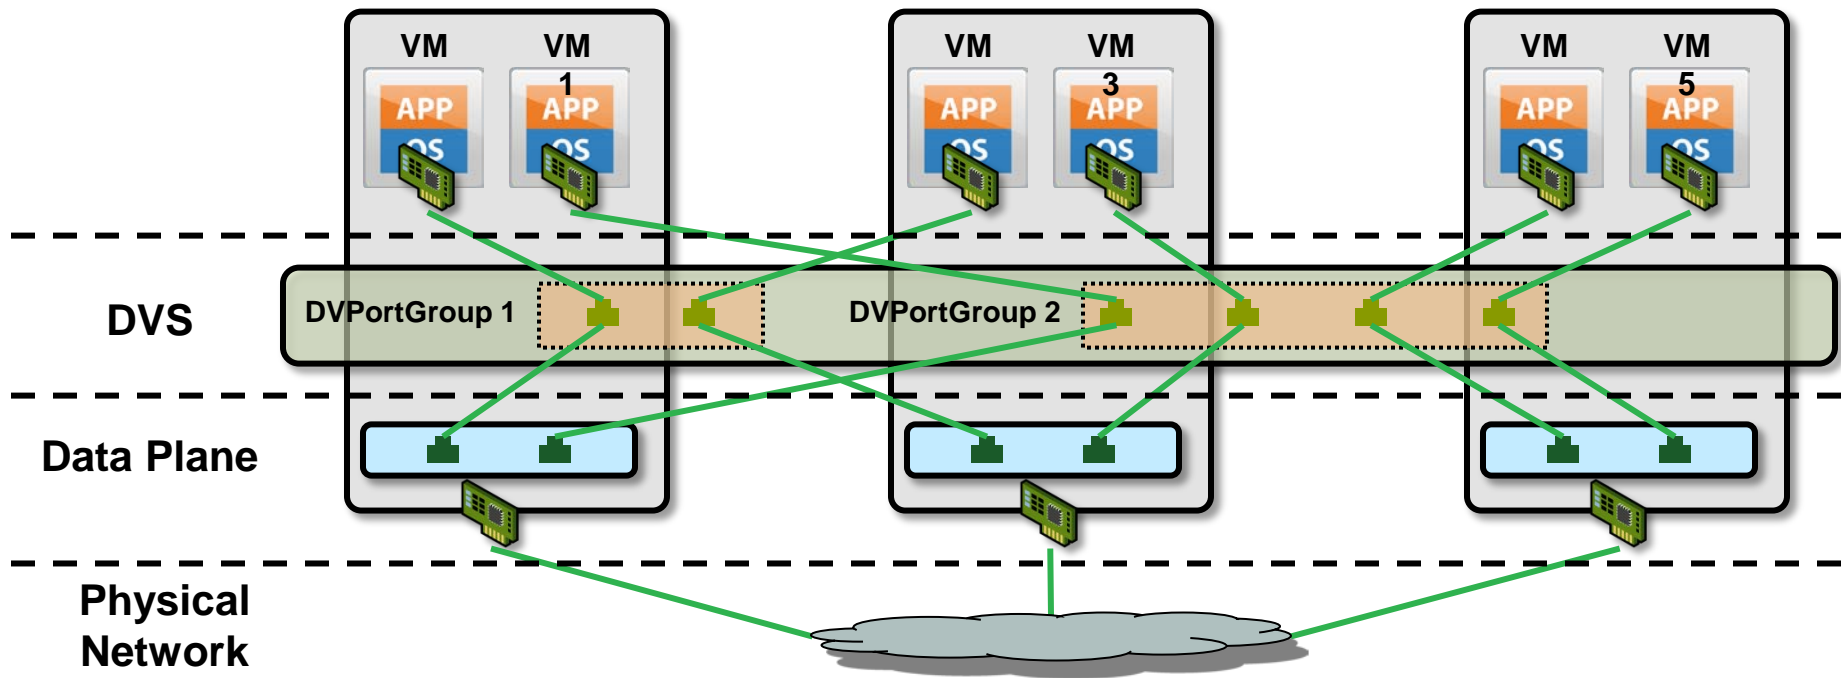 VM VM VM VM VM VM
1 3 5
APP APP APP APP APP APP
OS OS OS OS OS OS
DVS
DVPortGroup 1 DVPortGroup 2
Data Plane
Physical
Network